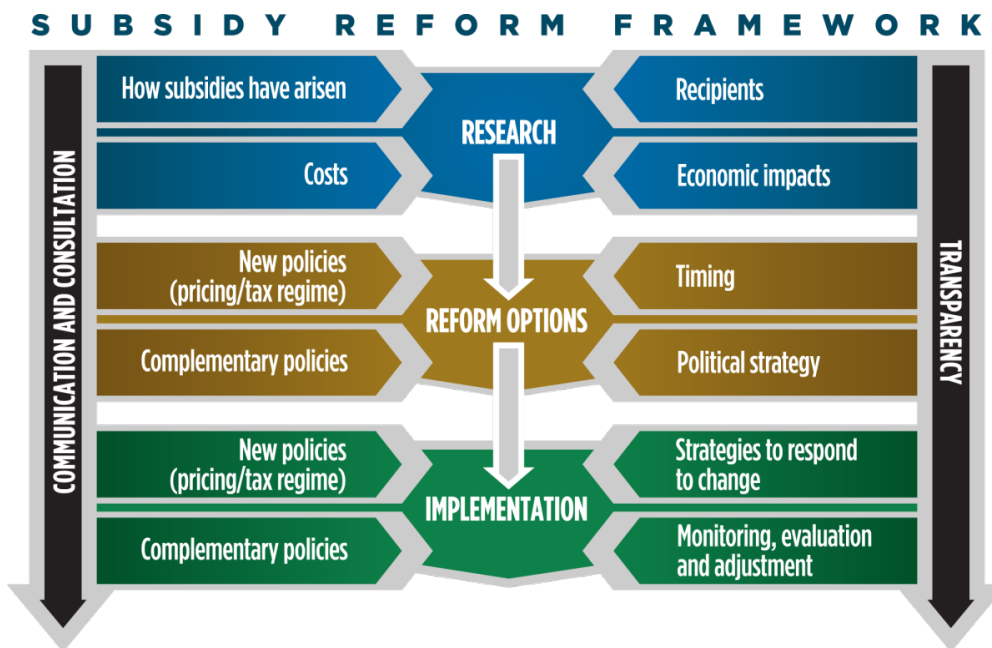 SUBSIDY REFORM FRAMEWORK
COMMUNICATION AND CONSULTATION
How subsidies have arisen
Costs
RESEARCH
Recipients
Economic impacts
New policies
(pricing/tax regime)
Complementary policies
REFORM OPTIONS
Timing
Political strategy
New policies
(pricing/tax regime)
Complementary policies
IMPLEMENTATION
Strategies to respond
to change
Monitoring, evaluation
and adjustment
TRANSPARENCY